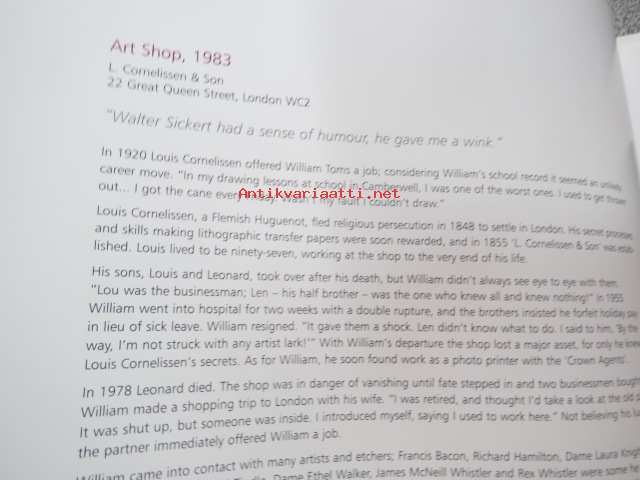 Art Shop, 1983
L. Cornelissen & Son
22 Great Queen Street, London WC2
"Walter Sickert had a sense of humour, he gave me a wink."
In 1920 Louis Cornelissen offered William Toms a job; considering William's school record it seemed an unlikely
career move. "In my drawing lessons at school in Camberwell, I was one of the worst ones. I used to get thrown
Antikvariaatti.net
out... I got the cane every my fault I couldn't draw."
Louis Cornelissen, a Flemish Huguenot, fled religious persecution in 1848 to settle in London. His secret processes
and skills making lithographic transfer papers were soon rewarded, and in 1855 'L. Cornelissen & Son' was estab-
lished. Louis lived to be ninety-seven, working at the shop to the very end of his life.
His sons, Louis and Leonard, took over after his death, but William didn't always see eye to eye with them.
"Lou was the businessman; Len – his half brother – was the one who knew all and knew nothing!" In 1955
William went into hospital for two weeks with a double rupture, and the brothers insisted he forfeit holiday pay
in lieu of sick leave. William resigned. "It gave them a shock. Len didn't know what to do. I said to him, 'By the
way, I'm not struck with any artist lark!'" With William's departure the shop lost a major asset, for only he knew
Louis Cornelissen's secrets. As for William, he soon found work as a photo printer with the 'Crown Agents'.
In 1978 Leonard died. The shop was in danger of vanishing until fate stepped in and two businessmen bought
William made a shopping trip to London with his wife. "I was retired, and thought I'd take a look at the old
It was shut up, but someone was inside. I introduced myself, saying I used to work here." Not believing his
the partner immediately offered William a job.
William came into contact with many artists and etchers; Francis Bacon, Richard Hamilton, Dame Laura Knight
Dame Ethel Walker, James McNeill Whistler and Rex Whistler were some he